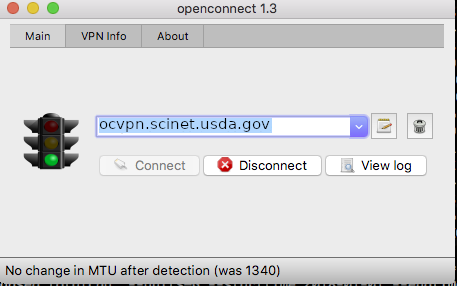 openconnect 1.3
Main VPN Info About
ocvpn.scinet.usda.gov
Connect Disconnect View log
No change in MTU after detection (was 1340)